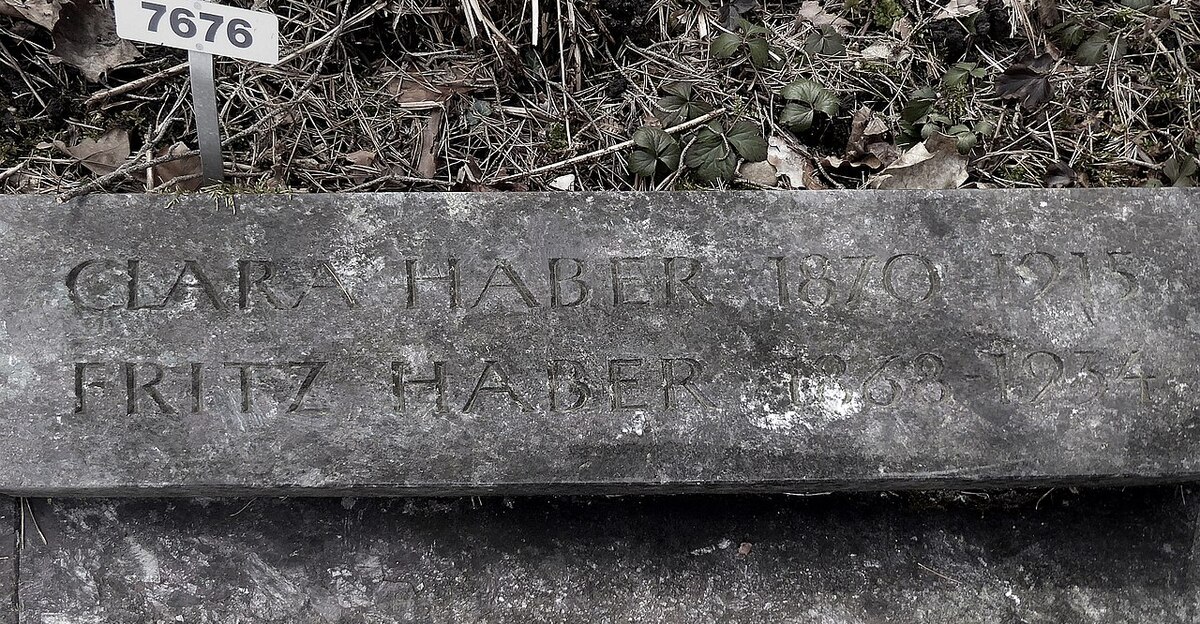 7676
CLARA HABER 1870 - 1915
FRITZ HABER 1868-1934